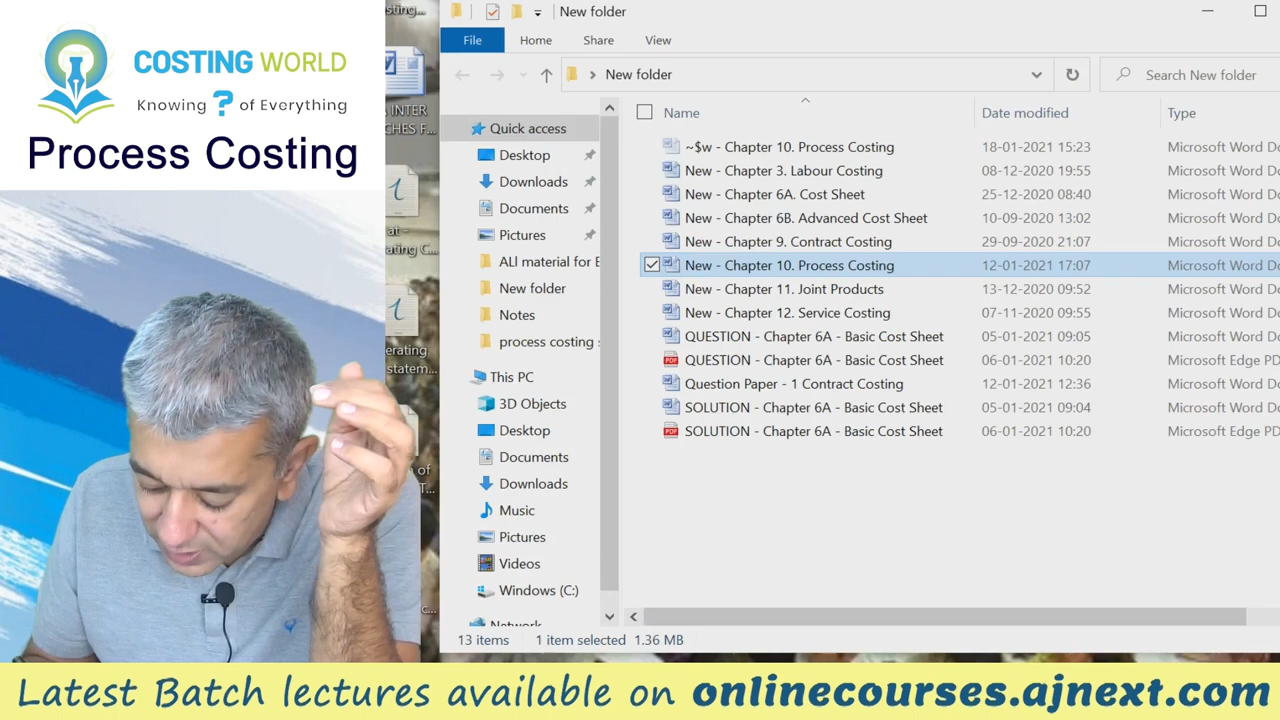 COSTING WORLD
Knowing ? of Everything
Process Costing
New folder
File Home Share View
New folder
Search New folder
Name Date modified Type
Quick access
Desktop
Downloads
Documents
Pictures
ALl material for E
New folder
Notes
process costing
This PC
3D Objects
Desktop
Documents
Downloads
Music
Pictures
Videos
Windows (C:)
Network
~$w - Chapter 10. Process Costing 18-01-2021 15:23 Microsoft Word Do
New - Chapter 3. Labour Costing 08-12-2020 19:55 Microsoft Word Do
New - Chapter 6A. Cost Sheet 25-12-2020 08:40 Microsoft Word Do
New - Chapter 6B. Advanced Cost Sheet 10-09-2020 13:02 Microsoft Word Do
New - Chapter 9. Contract Costing 29-09-2020 21:07 Microsoft Word Do
New - Chapter 10. Process Costing 12-01-2021 17:07 Microsoft Word Do
New - Chapter 11. Joint Products 13-12-2020 09:52 Microsoft Word Do
New - Chapter 12. Service Costing 07-11-2020 09:55 Microsoft Word Do
QUESTION - Chapter 6A - Basic Cost Sheet 05-01-2021 09:05 Microsoft Word Do
QUESTION - Chapter 6A - Basic Cost Sheet 06-01-2021 10:20 Microsoft Edge PD
Question Paper - 1 Contract Costing 12-01-2021 12:36 Microsoft Word Do
SOLUTION - Chapter 6A - Basic Cost Sheet 05-01-2021 09:04 Microsoft Word Do
SOLUTION - Chapter 6A - Basic Cost Sheet 06-01-2021 10:20 Microsoft Edge PD
13 items 1 item selected 1.36 MB
Latest Batch lectures available on onlinecourses.ajnext.com